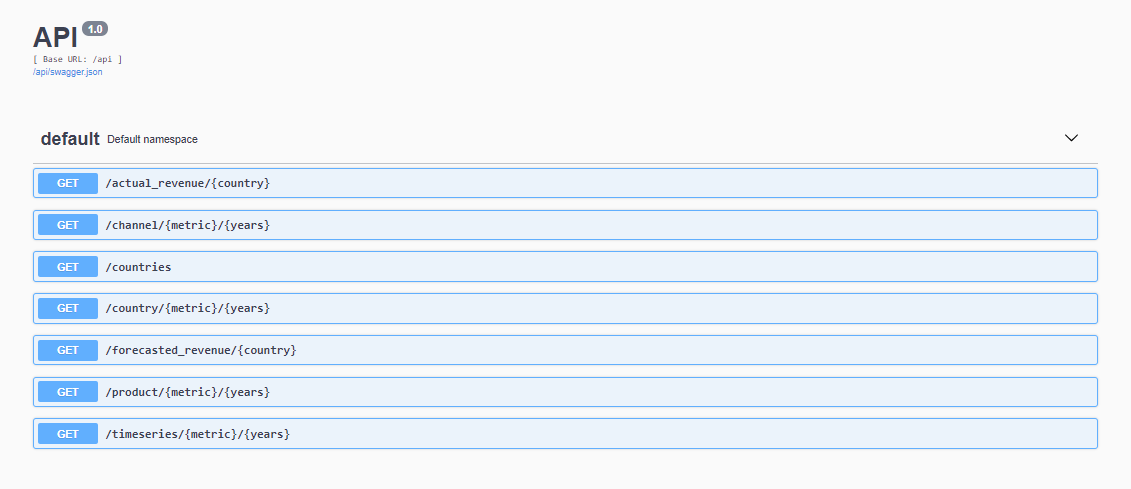 API 1.0
[ Base URL: /api ]
/api/swagger.json
default Default namespace
GET /actual_revenue/{country}
GET /channel/{metric}/{years}
GET /countries
GET /country/{metric}/{years}
GET /forecasted_revenue/{country}
GET /product/{metric}/{years}
GET /timeseries/{metric}/{years}